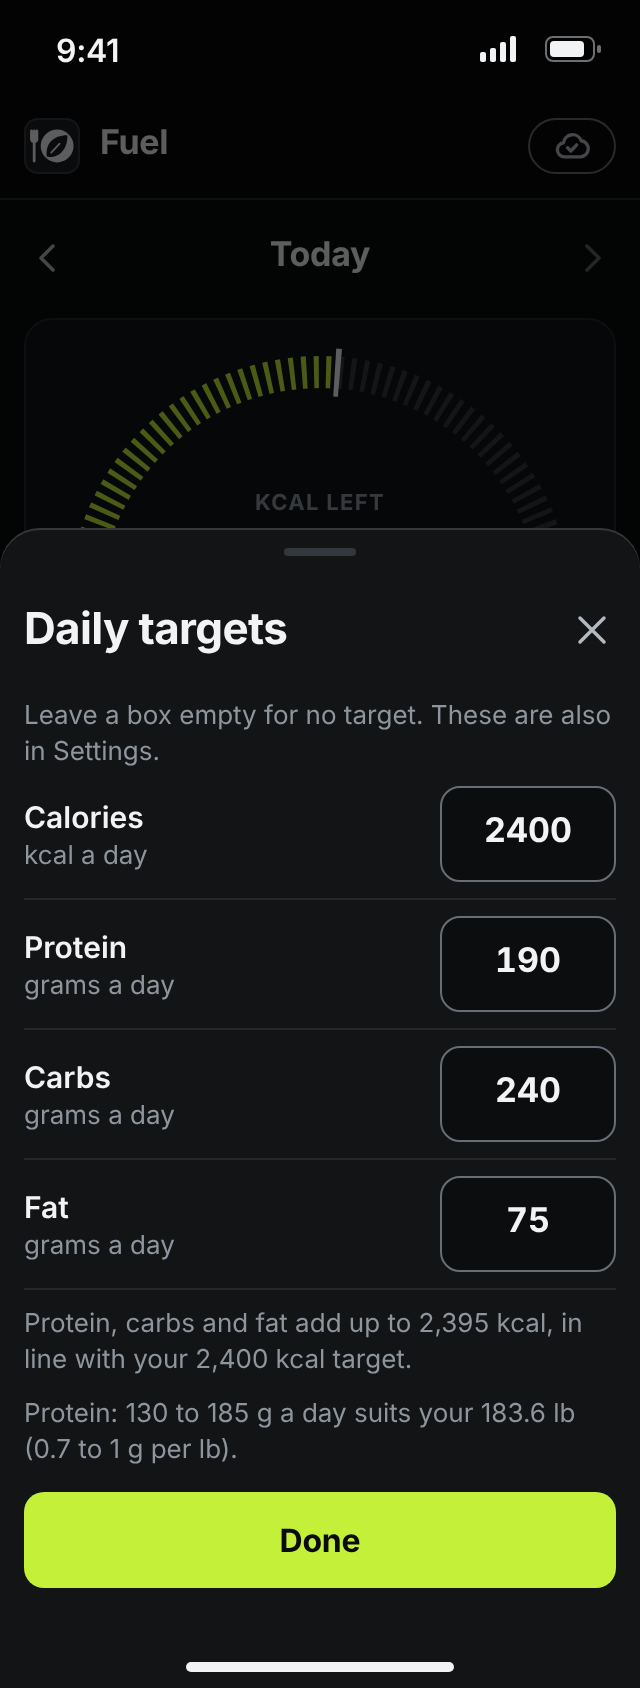 9:41
Fuel
Today
KCAL LEFT
Daily targets
Leave a box empty for no target. These are also
in Settings.
Calories
kcal a day
2400
Protein
grams a day
190
Carbs
grams a day
240
Fat
grams a day
75
Protein, carbs and fat add up to 2,395 kcal, in
line with your 2,400 kcal target.
Protein: 130 to 185 g a day suits your 183.6 lb
(0.7 to 1 g per lb).
Done